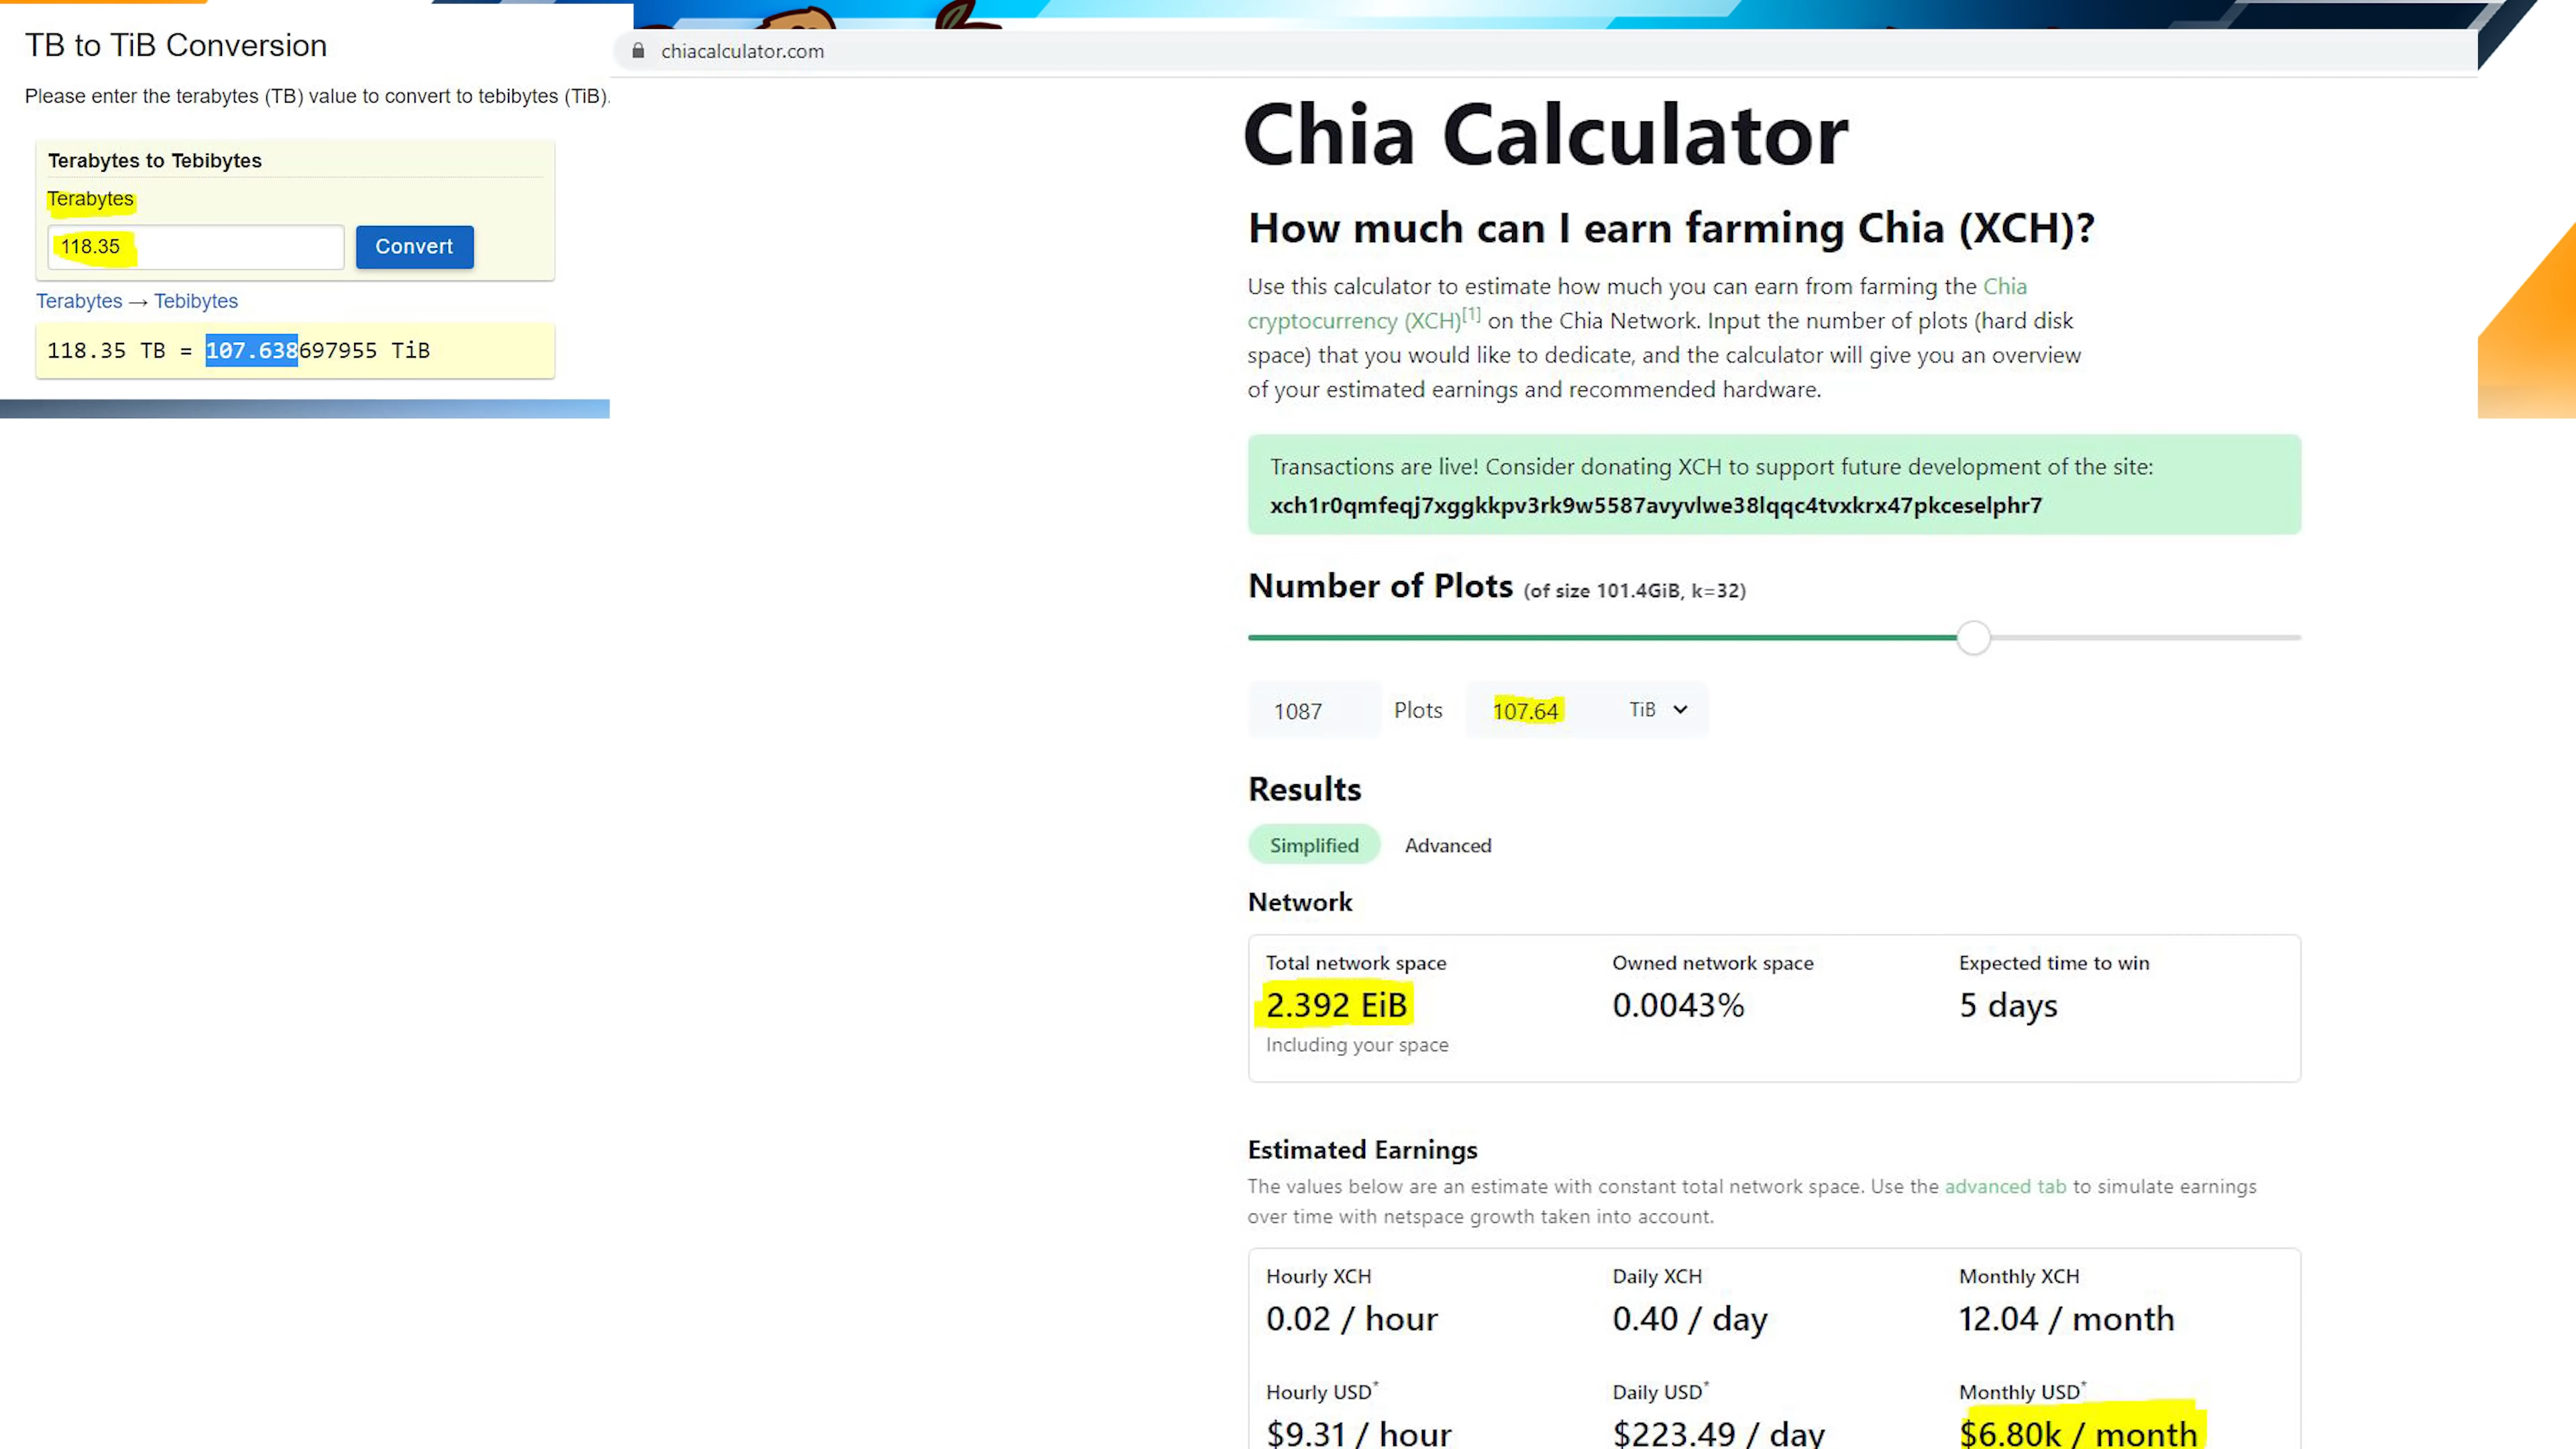 TB to TiB Conversion
Please enter the terabytes (TB) value to convert to tebibytes (TiB).
Terabytes to Tebibytes
Terabytes
118.35
Convert
Terabytes → Tebibytes
118.35 TB = 107.638697955 TiB
chiacalculator.com
Chia Calculator
How much can I earn farming Chia (XCH)?
Use this calculator to estimate how much you can earn from farming the Chia
cryptocurrency (XCH)[1] on the Chia Network. Input the number of plots (hard disk
space) that you would like to dedicate, and the calculator will give you an overview
of your estimated earnings and recommended hardware.
Transactions are live! Consider donating XCH to support future development of the site:
xch1r0qmfeqj7xggkkpv3rk9w5587avyvlwe38lqqc4tvxkrx47pkceselphr7
Number of Plots (of size 101.4GiB, k=32)
1087 Plots 107.64 TiB
Results
Simplified Advanced
Network
Total network space Owned network space Expected time to win
2.392 EiB 0.0043% 5 days
Including your space
Estimated Earnings
The values below are an estimate with constant total network space. Use the advanced tab to simulate earnings
over time with netspace growth taken into account.
Hourly XCH Daily XCH Monthly XCH
0.02 / hour 0.40 / day 12.04 / month
Hourly USD* Daily USD* Monthly USD*
$9.31 / hour $223.49 / day $6.80k / month